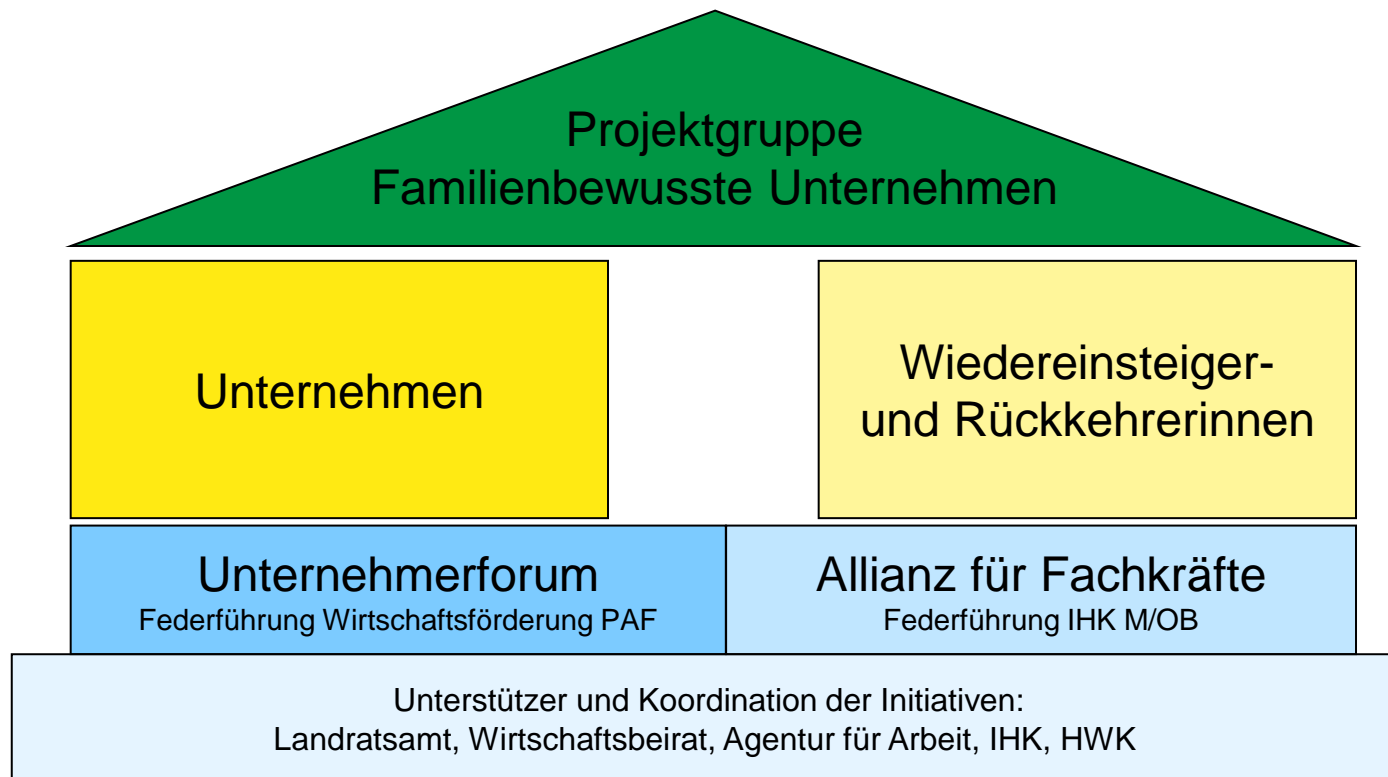 Projektgruppe
Familienbewusste Unternehmen
Unternehmen
Wiedereinsteiger-
und Rückkehrerinnen
Unternehmerforum
Federführung Wirtschaftsförderung PAF
Allianz für Fachkräfte
Federführung IHK M/OB
Unterstützer und Koordination der Initiativen:
Landratsamt, Wirtschaftsbeirat, Agentur für Arbeit, IHK, HWK